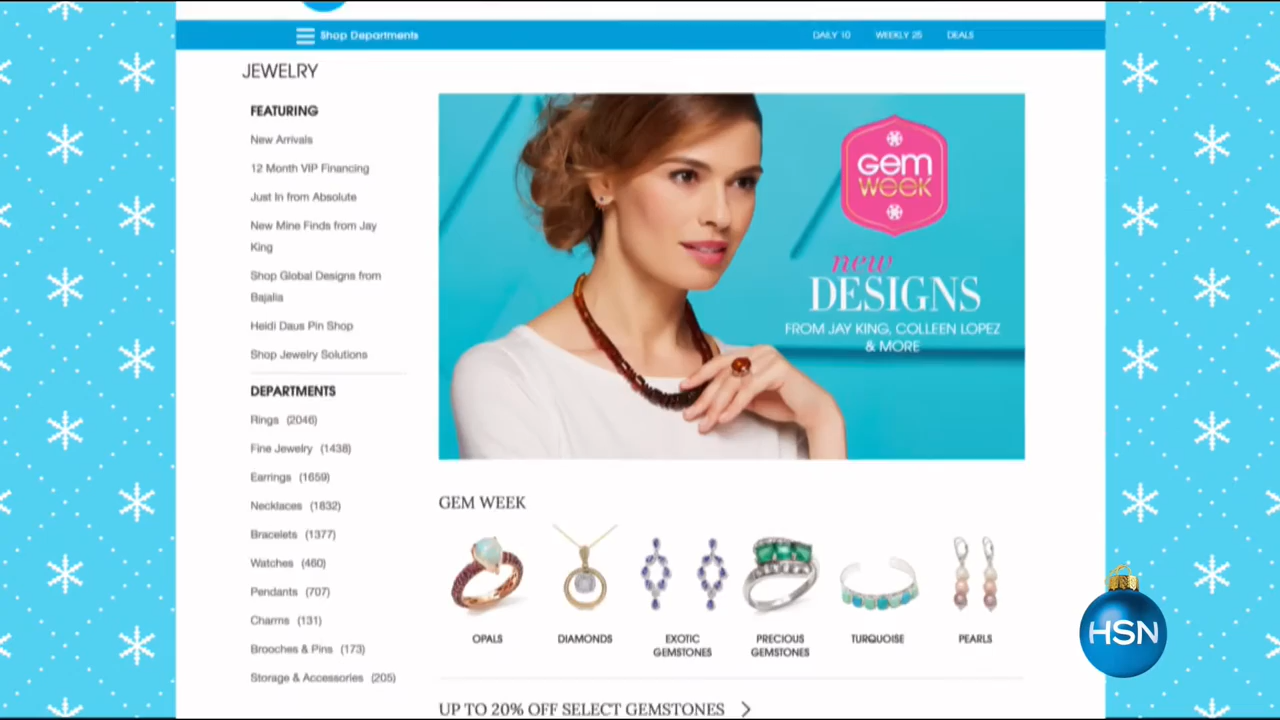 Shop Departments
DAILY 10
WEEKLY 25
DEALS
JEWELRY
FEATURING
New Arrivals
12 Month VIP Financing
Just In from Absolute
New Mine Finds from Jay
King
Shop Global Designs from
Bajalia
Heidi Daus Pin Shop
Shop Jewelry Solutions
DEPARTMENTS
Rings (2046)
Fine Jewelry (1438)
Earrings (1659)
Necklaces (1832)
Bracelets (1377)
Watches (460)
Pendants (707)
Charms (131)
Brooches & Pins (173)
Storage & Accessories (205)
Gem
WEEK
new
DESIGNS
FROM JAY KING, COLLEEN LOPEZ
& MORE
GEM WEEK
OPALS
DIAMONDS
EXOTIC
GEMSTONES
PRECIOUS
GEMSTONES
TURQUOISE
PEARLS
UP TO 20% OFF SELECT GEMSTONES
HSN